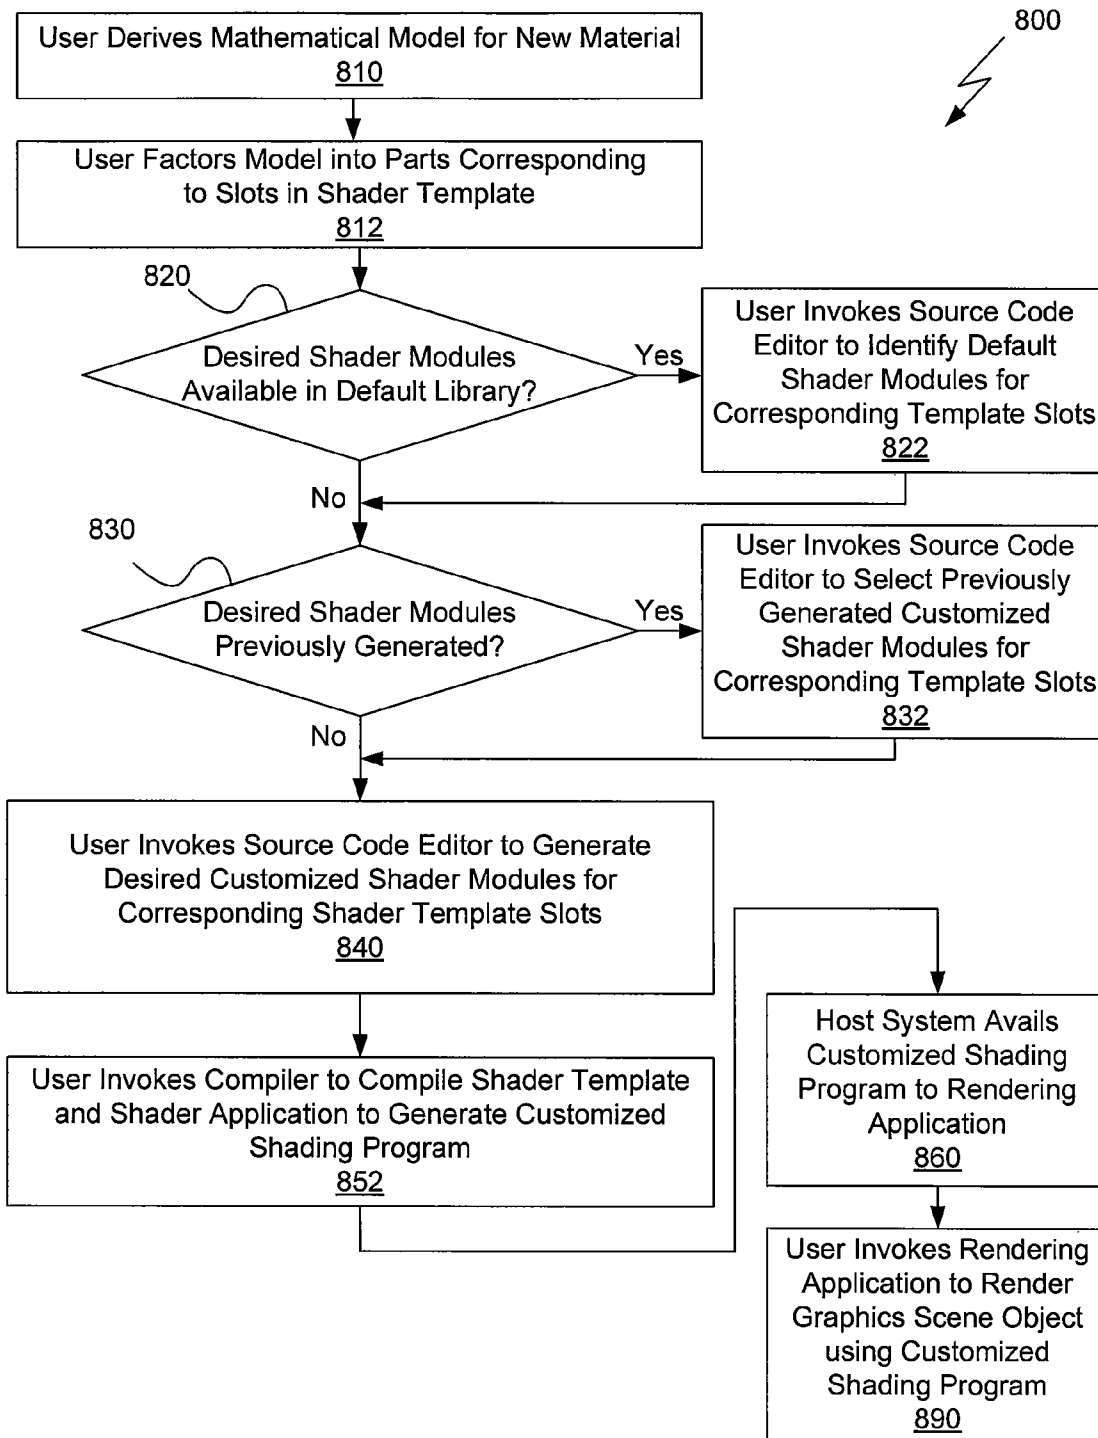 800
User Derives Mathematical Model for New Material
810
User Factors Model into Parts Corresponding
to Slots in Shader Template
812
820
Desired Shader Modules
Available in Default Library?
Yes
User Invokes Source Code
Editor to Identify Default
Shader Modules for
Corresponding Template Slots
822
No
830
Desired Shader Modules
Previously Generated?
Yes
User Invokes Source Code
Editor to Select Previously
Generated Customized
Shader Modules for
Corresponding Template Slots
832
No
User Invokes Source Code Editor to Generate
Desired Customized Shader Modules for
Corresponding Shader Template Slots
840
User Invokes Compiler to Compile Shader Template
and Shader Application to Generate Customized
Shading Program
852
Host System Avails
Customized Shading
Program to Rendering
Application
860
User Invokes Rendering
Application to Render
Graphics Scene Object
using Customized
Shading Program
890